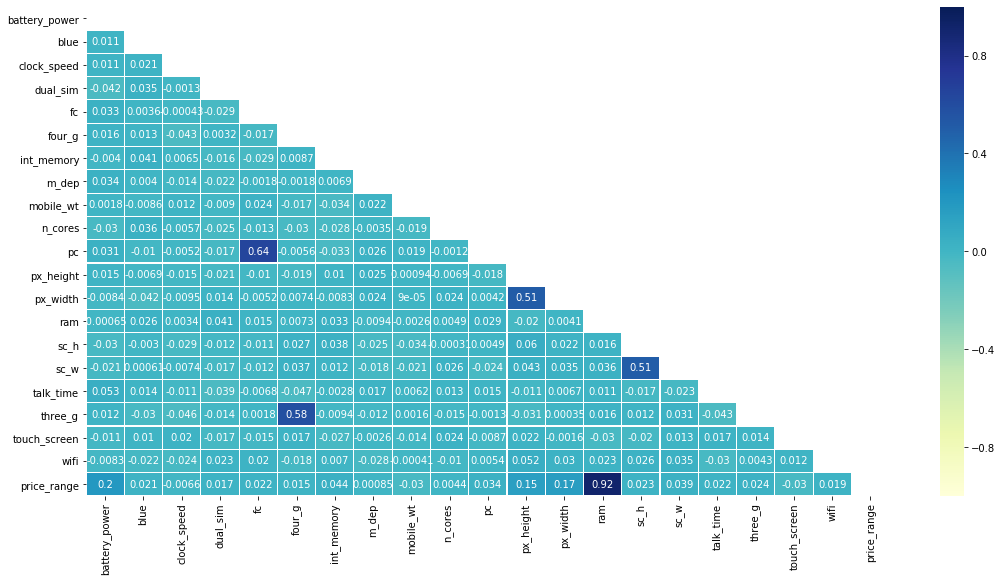 battery_power
blue 0.011
clock_speed 0.011 0.021
dual_sim -0.042 0.035 -0.0013
fc 0.033 0.0036 -0.00043 -0.029
four_g 0.016 0.013 -0.043 0.0032 -0.017
int_memory -0.004 0.041 0.0065 -0.016 -0.029 0.0087
m_dep 0.034 0.004 -0.014 -0.022 -0.0018 -0.0018 0.0069
mobile_wt 0.0018 -0.0086 0.012 -0.009 0.024 -0.017 -0.034 0.022
n_cores -0.03 0.036 -0.0057 -0.025 -0.013 -0.03 -0.028 -0.0035 -0.019
pc 0.031 -0.01 -0.0052 -0.017 0.64 -0.0056 -0.033 0.026 0.019 -0.0012
px_height 0.015 -0.0069 -0.015 -0.021 -0.01 -0.019 0.01 0.025 0.00094 -0.0069 -0.018
px_width -0.0084 -0.042 -0.0095 0.014 -0.0052 0.0074 -0.0083 0.024 9e-05 0.024 0.0042 0.51
ram 0.00065 0.026 0.0034 0.041 0.015 0.0073 0.033 -0.0094 -0.0026 0.0049 0.029 -0.02 0.0041
sc_h -0.03 -0.003 -0.029 -0.012 -0.011 0.027 0.038 -0.025 -0.034 -0.00031 0.0049 0.06 0.022 0.016
sc_w -0.021 0.00061 -0.0074 -0.017 -0.012 0.037 0.012 -0.018 -0.021 0.026 -0.024 0.043 0.035 0.036 0.51
talk_time 0.053 0.014 -0.011 -0.039 -0.0068 -0.047 -0.0028 0.017 0.0062 0.013 0.015 -0.011 0.0067 0.011 -0.017 -0.023
three_g 0.012 -0.03 -0.046 -0.014 0.0018 0.58 -0.0094 -0.012 0.0016 -0.015 -0.0013 -0.031 0.00035 0.016 0.012 0.031 -0.043
touch_screen -0.011 0.01 0.02 -0.017 -0.015 0.017 -0.027 -0.0026 -0.014 0.024 -0.0087 0.022 -0.0016 -0.03 -0.02 0.013 0.017 0.014
wifi -0.0083 -0.022 -0.024 0.023 0.02 -0.018 0.007 -0.028 -0.00041 -0.01 0.0054 0.052 0.03 0.023 0.026 0.035 -0.03 0.0043 0.012
price_range 0.2 0.021 -0.0066 0.017 0.022 0.015 0.044 0.00085 -0.03 0.0044 0.034 0.15 0.17 0.92 0.023 0.039 0.022 0.024 -0.03 0.019
battery_power blue clock_speed dual_sim fc four_g int_memory m_dep mobile_wt n_cores pc px_height px_width ram sc_h sc_w talk_time three_g touch_screen wifi price_range
0.8
0.4
0.0
-0.4
-0.8